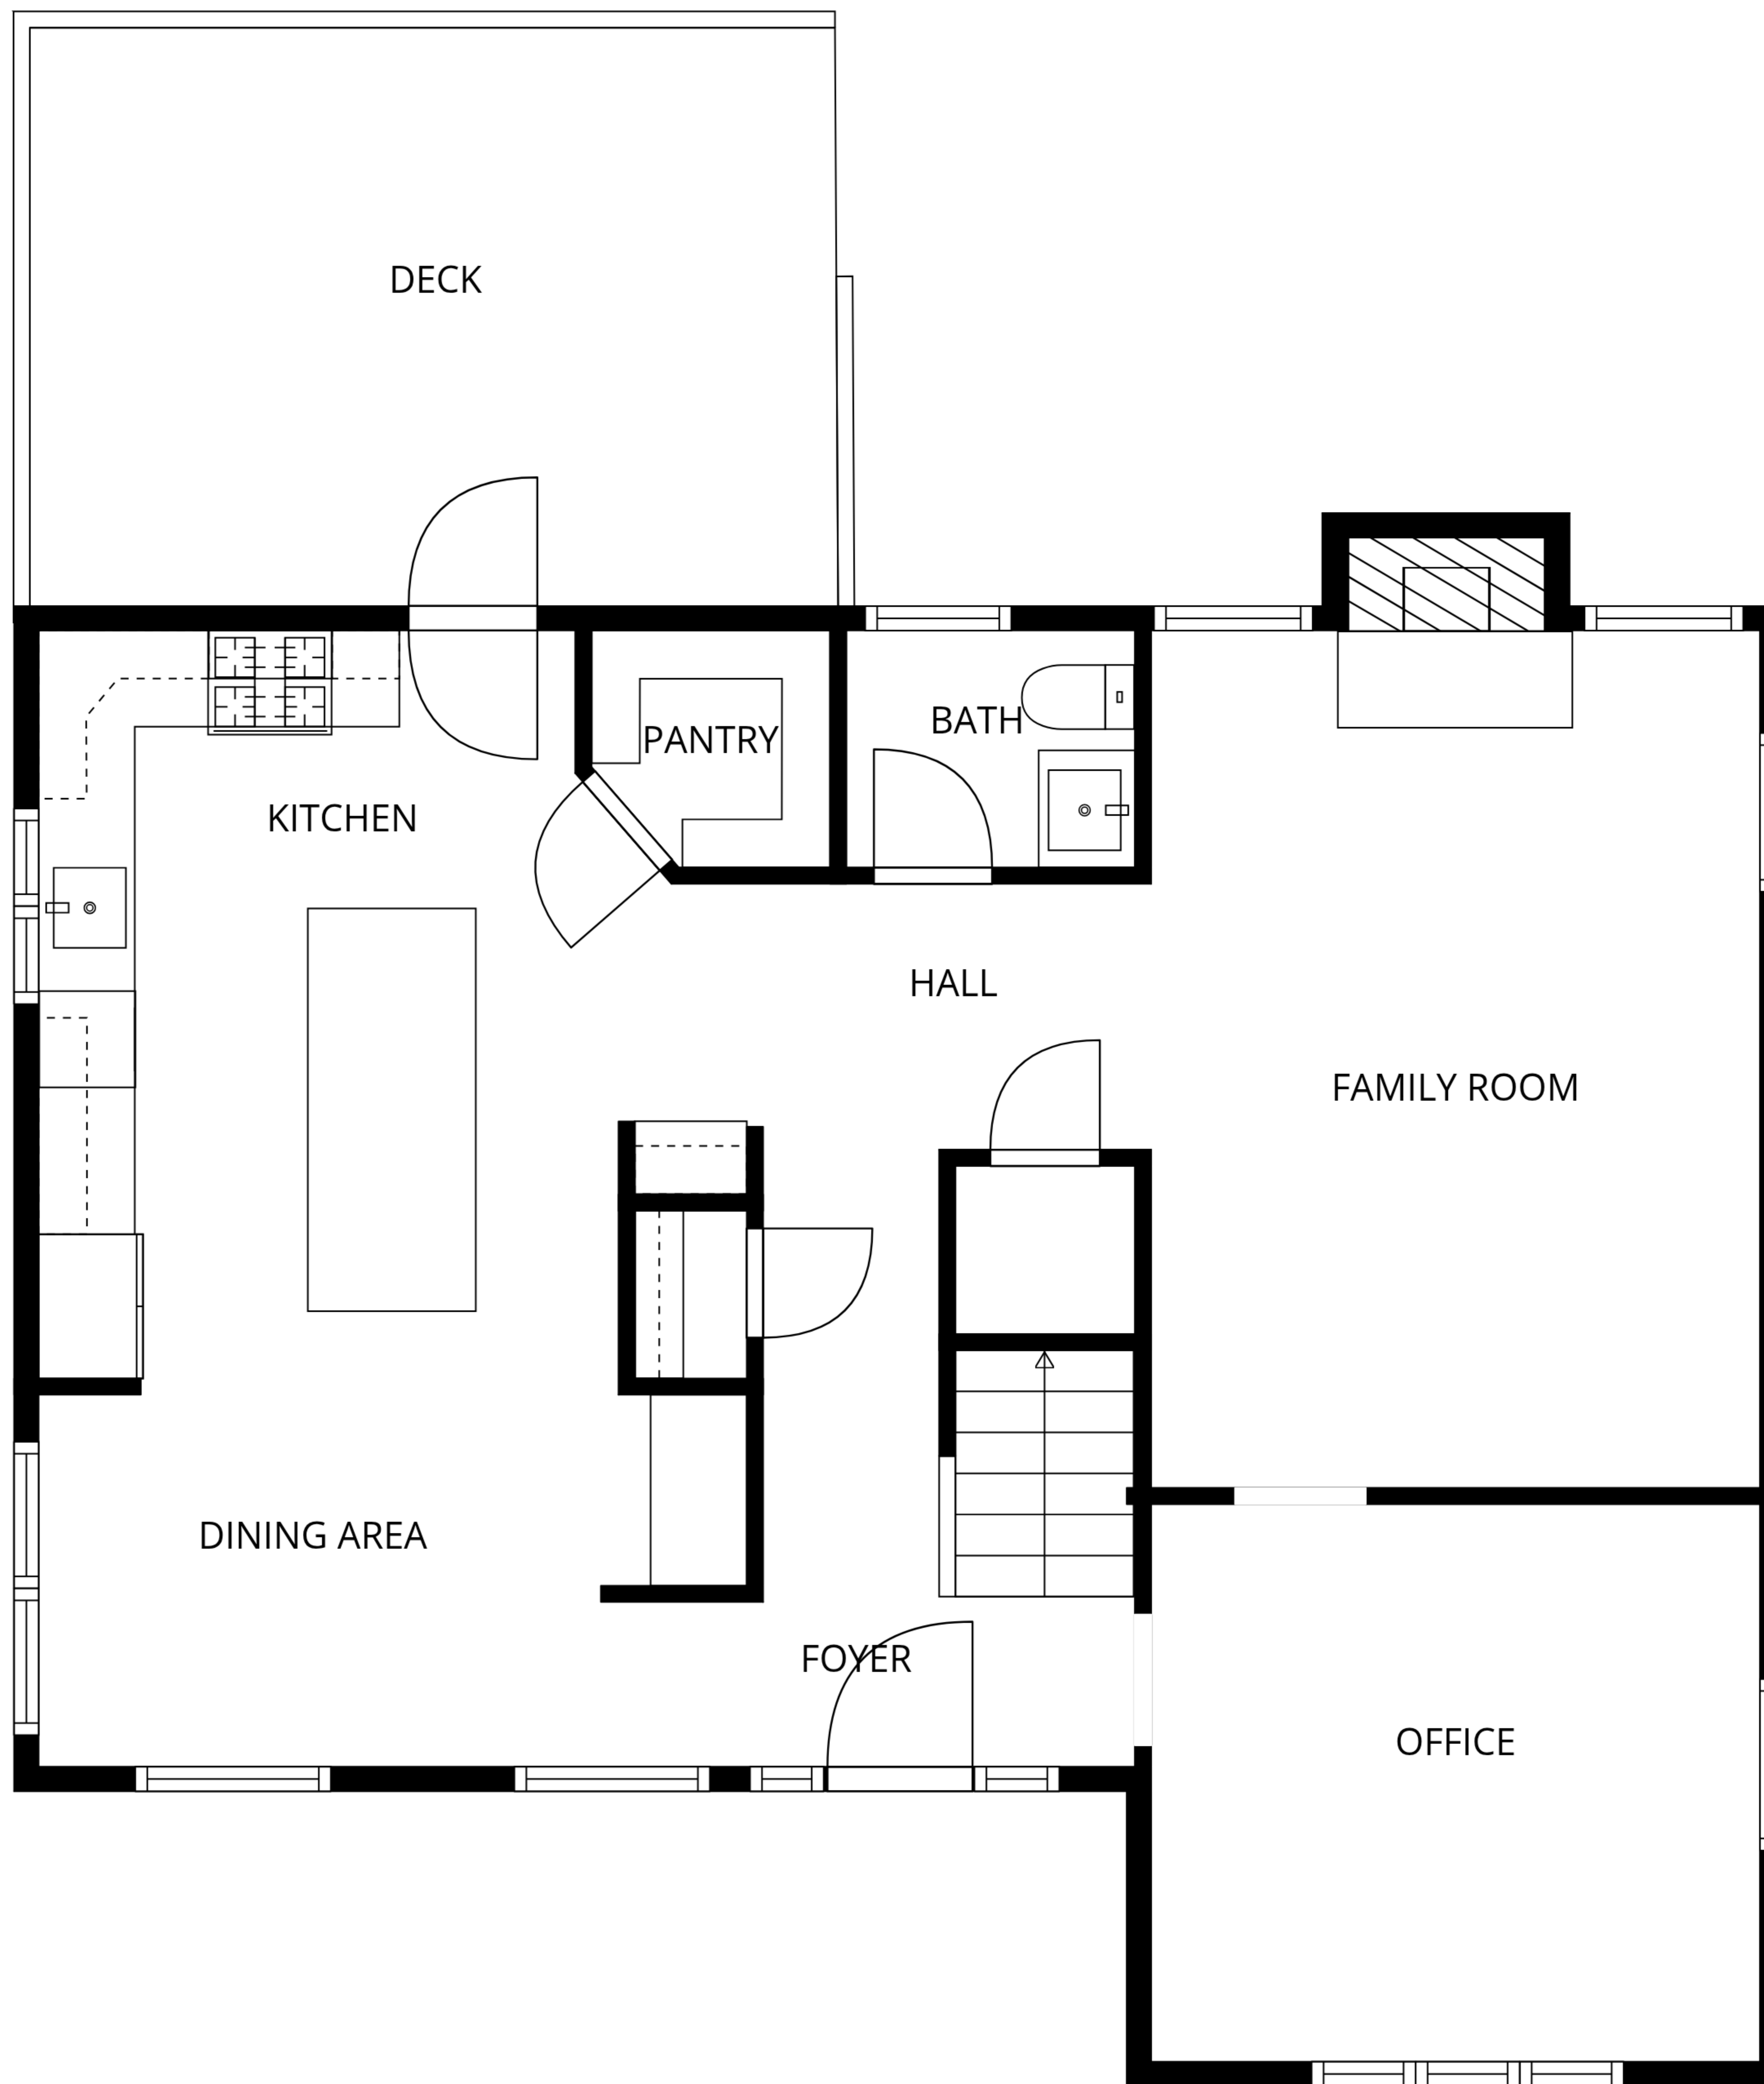 DECK
BATH
PANTRY
KITCHEN
HALL
FAMILY ROOM
DINING AREA
FOYER
OFFICE